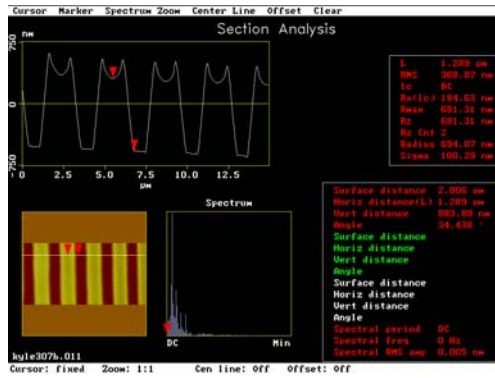 Cursor Marker Spectrum Zoom Center Line Offset Clear
Section Analysis
nm
750
0
-750
0 2.5 5.0 7.5 10.0 12.5
µm
L 1.289 µm
RMS 368.07 nm
lc DC
Ra(lc) 184.63 nm
Rmax 681.31 nm
Rz 681.31 nm
Rz Cnt 2
Radius 694.07 nm
Sigma 108.29 nm
Spectrum
DC Min
Surface distance 2.006 µm
Horiz distance(L) 1.289 µm
Vert distance 883.89 nm
Angle 34.438 °
Surface distance
Horiz distance
Vert distance
Angle
Surface distance
Horiz distance
Vert distance
Angle
Spectral period DC
Spectral freq 0 Hz
Spectral RMS amp 0.005 nm
kyle307b.011
Cursor: fixed Zoom: 1:1 Cen line: Off Offset: Off